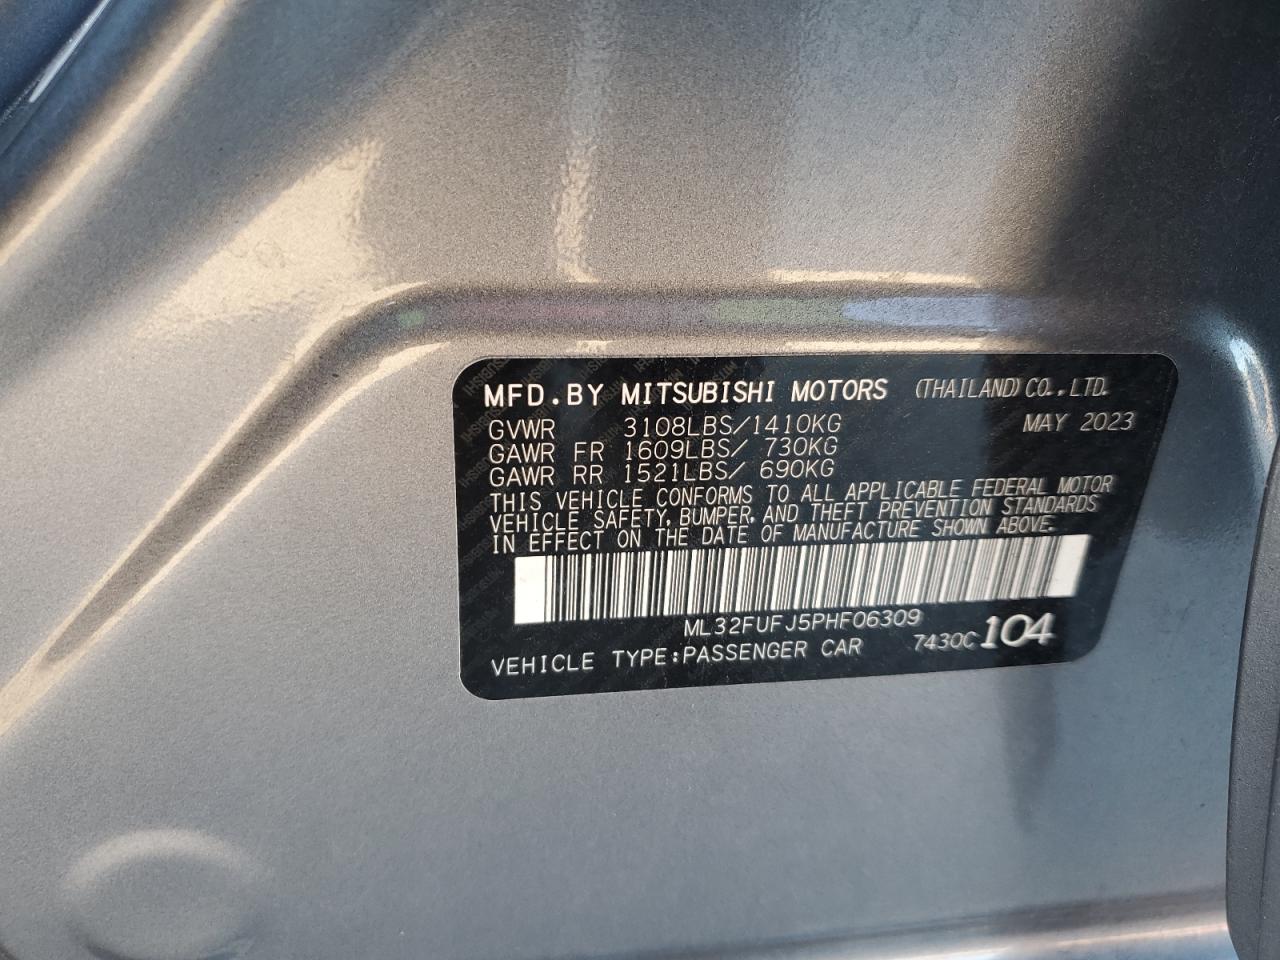 MFD.BY MITSUBISHI MOTORS (THAILAND)CO.,LTD.
GVWR 3108LBS/1410KG MAY 2023
GAWR FR 1609LBS/ 730KG
GAWR RR 1521LBS/ 690KG
THIS VEHICLE CONFORMS TO ALL APPLICABLE FEDERAL MOTOR
VEHICLE SAFETY, BUMPER, AND THEFT PREVENTION STANDARDS
IN EFFECT ON THE DATE OF MANUFACTURE SHOWN ABOVE.
ML32FUFJ5PHF06309
VEHICLE TYPE:PASSENGER CAR 7430C 104